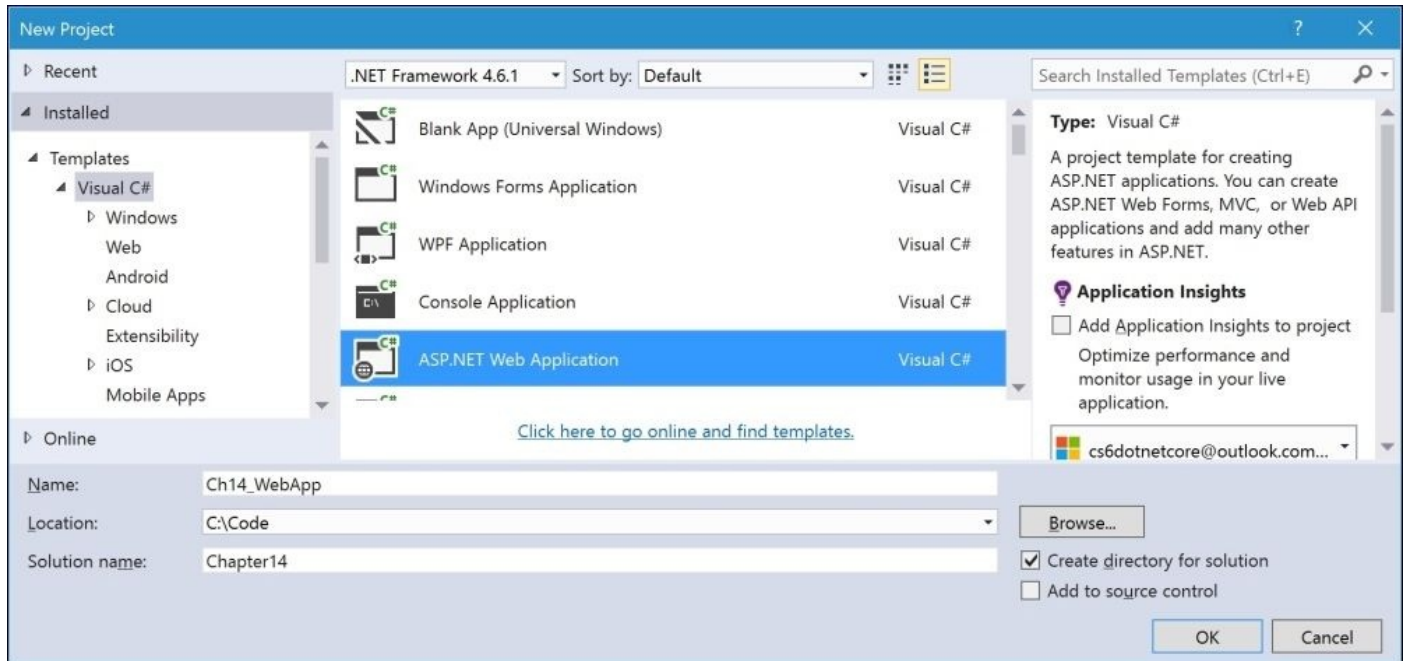 New Project
?
Recent
Installed
Templates
Visual C#
Windows
Web
Android
Cloud
Extensibility
iOS
Mobile Apps
Online
.NET Framework 4.6.1
Sort by: Default
Search Installed Templates (Ctrl+E)
C#
Blank App (Universal Windows) Visual C#
C#
Windows Forms Application Visual C#
C#
WPF Application Visual C#
C#
C:\
Console Application Visual C#
C#
ASP.NET Web Application Visual C#
C#
Click here to go online and find templates.
Type: Visual C#
A project template for creating
ASP.NET applications. You can create
ASP.NET Web Forms, MVC, or Web API
applications and add many other
features in ASP.NET.
Application Insights
Add Application Insights to project
Optimize performance and
monitor usage in your live
application.
cs6dotnetcore@outlook.com...
Name: Ch14_WebApp
Location: C:\Code
Browse...
Solution name: Chapter14
Create directory for solution
Add to source control
OK
Cancel